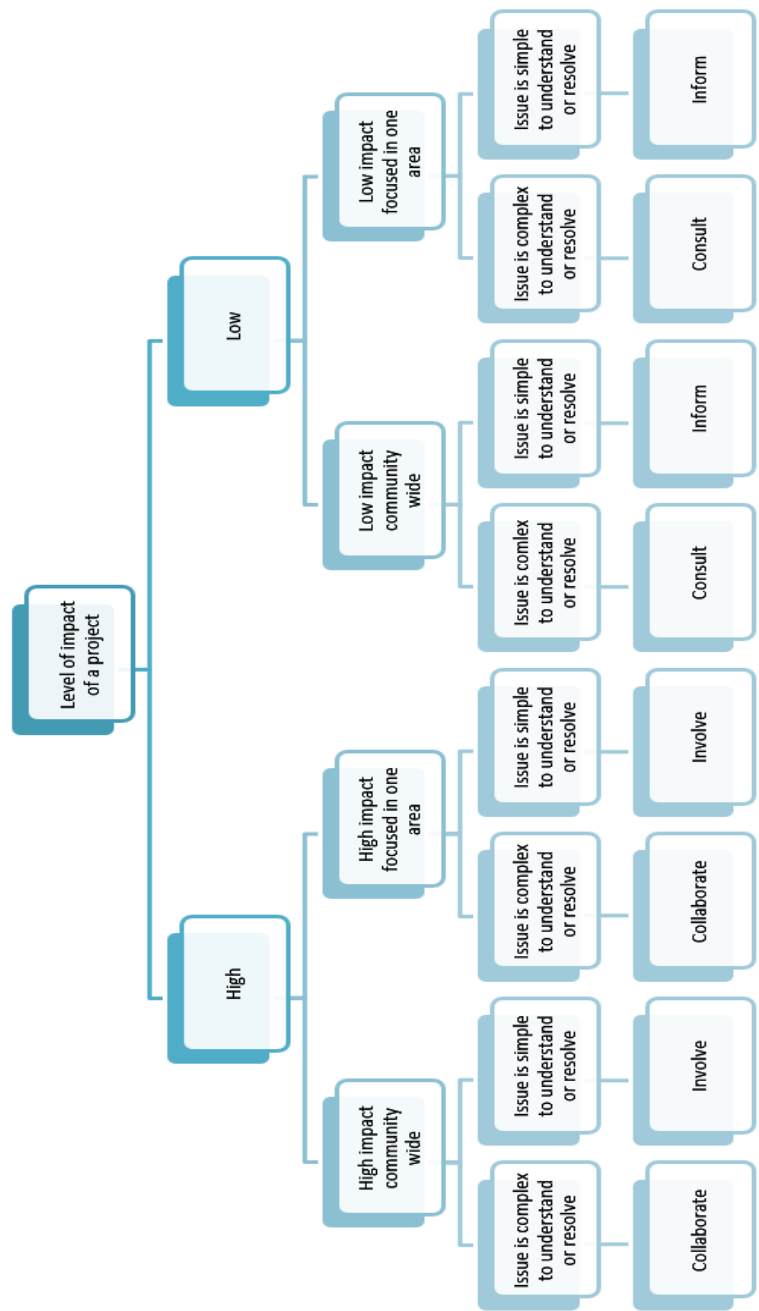 Level of impact
of a project
High
Low
High impact
community
wide
High impact
focused in one
area
Low impact
community
wide
Low impact
focused in one
area
Issue is complex
to understand
or resolve
Issue is simple
to understand
or resolve
Issue is complex
to understand
or resolve
Issue is simple
to understand
or resolve
Issue is comlex
to understand
or resolve
Issue is simple
to understand
or resolve
Issue is complex
to understand
or resolve
Issue is simple
to understand
or resolve
Collaborate
Involve
Collaborate
Involve
Consult
Inform
Consult
Inform